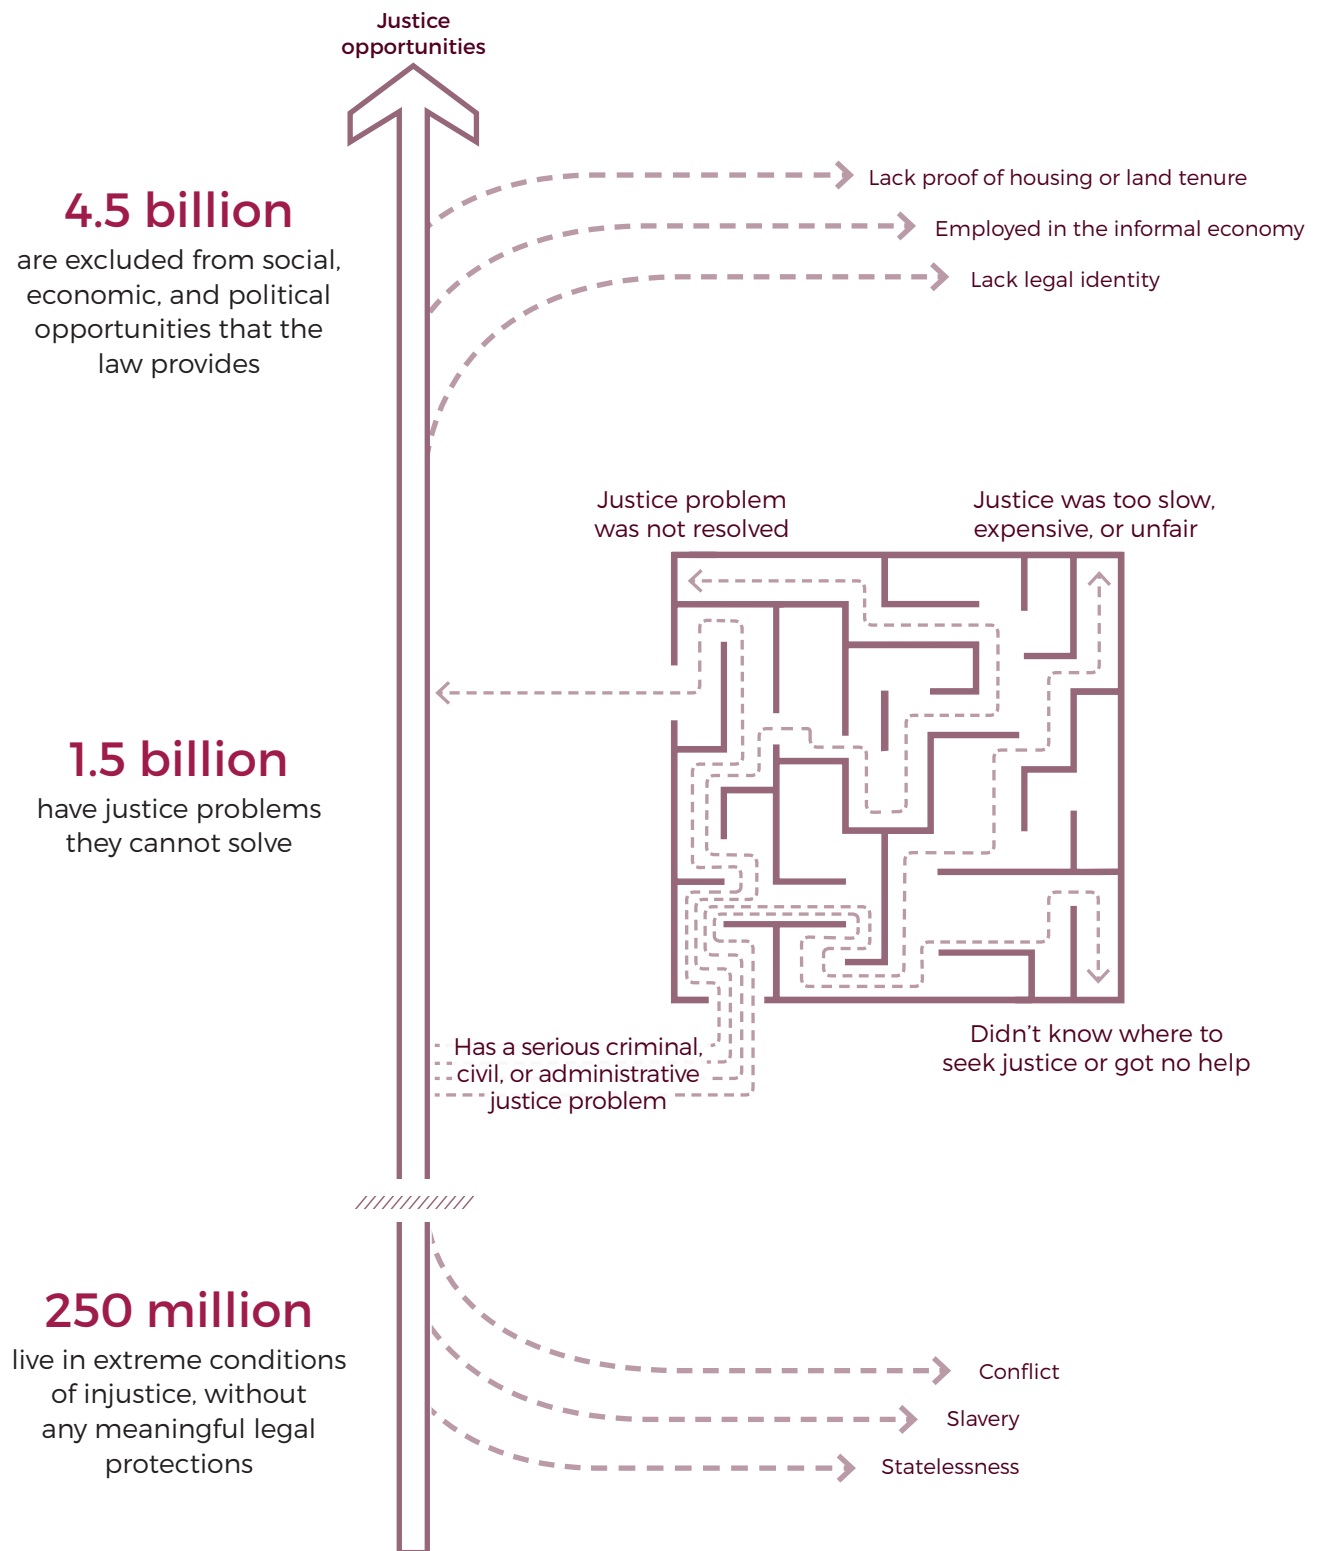 Justice
opportunities
4.5 billion
are excluded from social,
economic, and political
opportunities that the
law provides
Lack proof of housing or land tenure
Employed in the informal economy
Lack legal identity
Justice problem
was not resolved
Justice was too slow,
expensive, or unfair
1.5 billion
have justice problems
they cannot solve
Has a serious criminal,
civil, or administrative
justice problem
Didn’t know where to
seek justice or got no help
250 million
live in extreme conditions
of injustice, without
any meaningful legal
protections
Conflict
Slavery
Statelessness